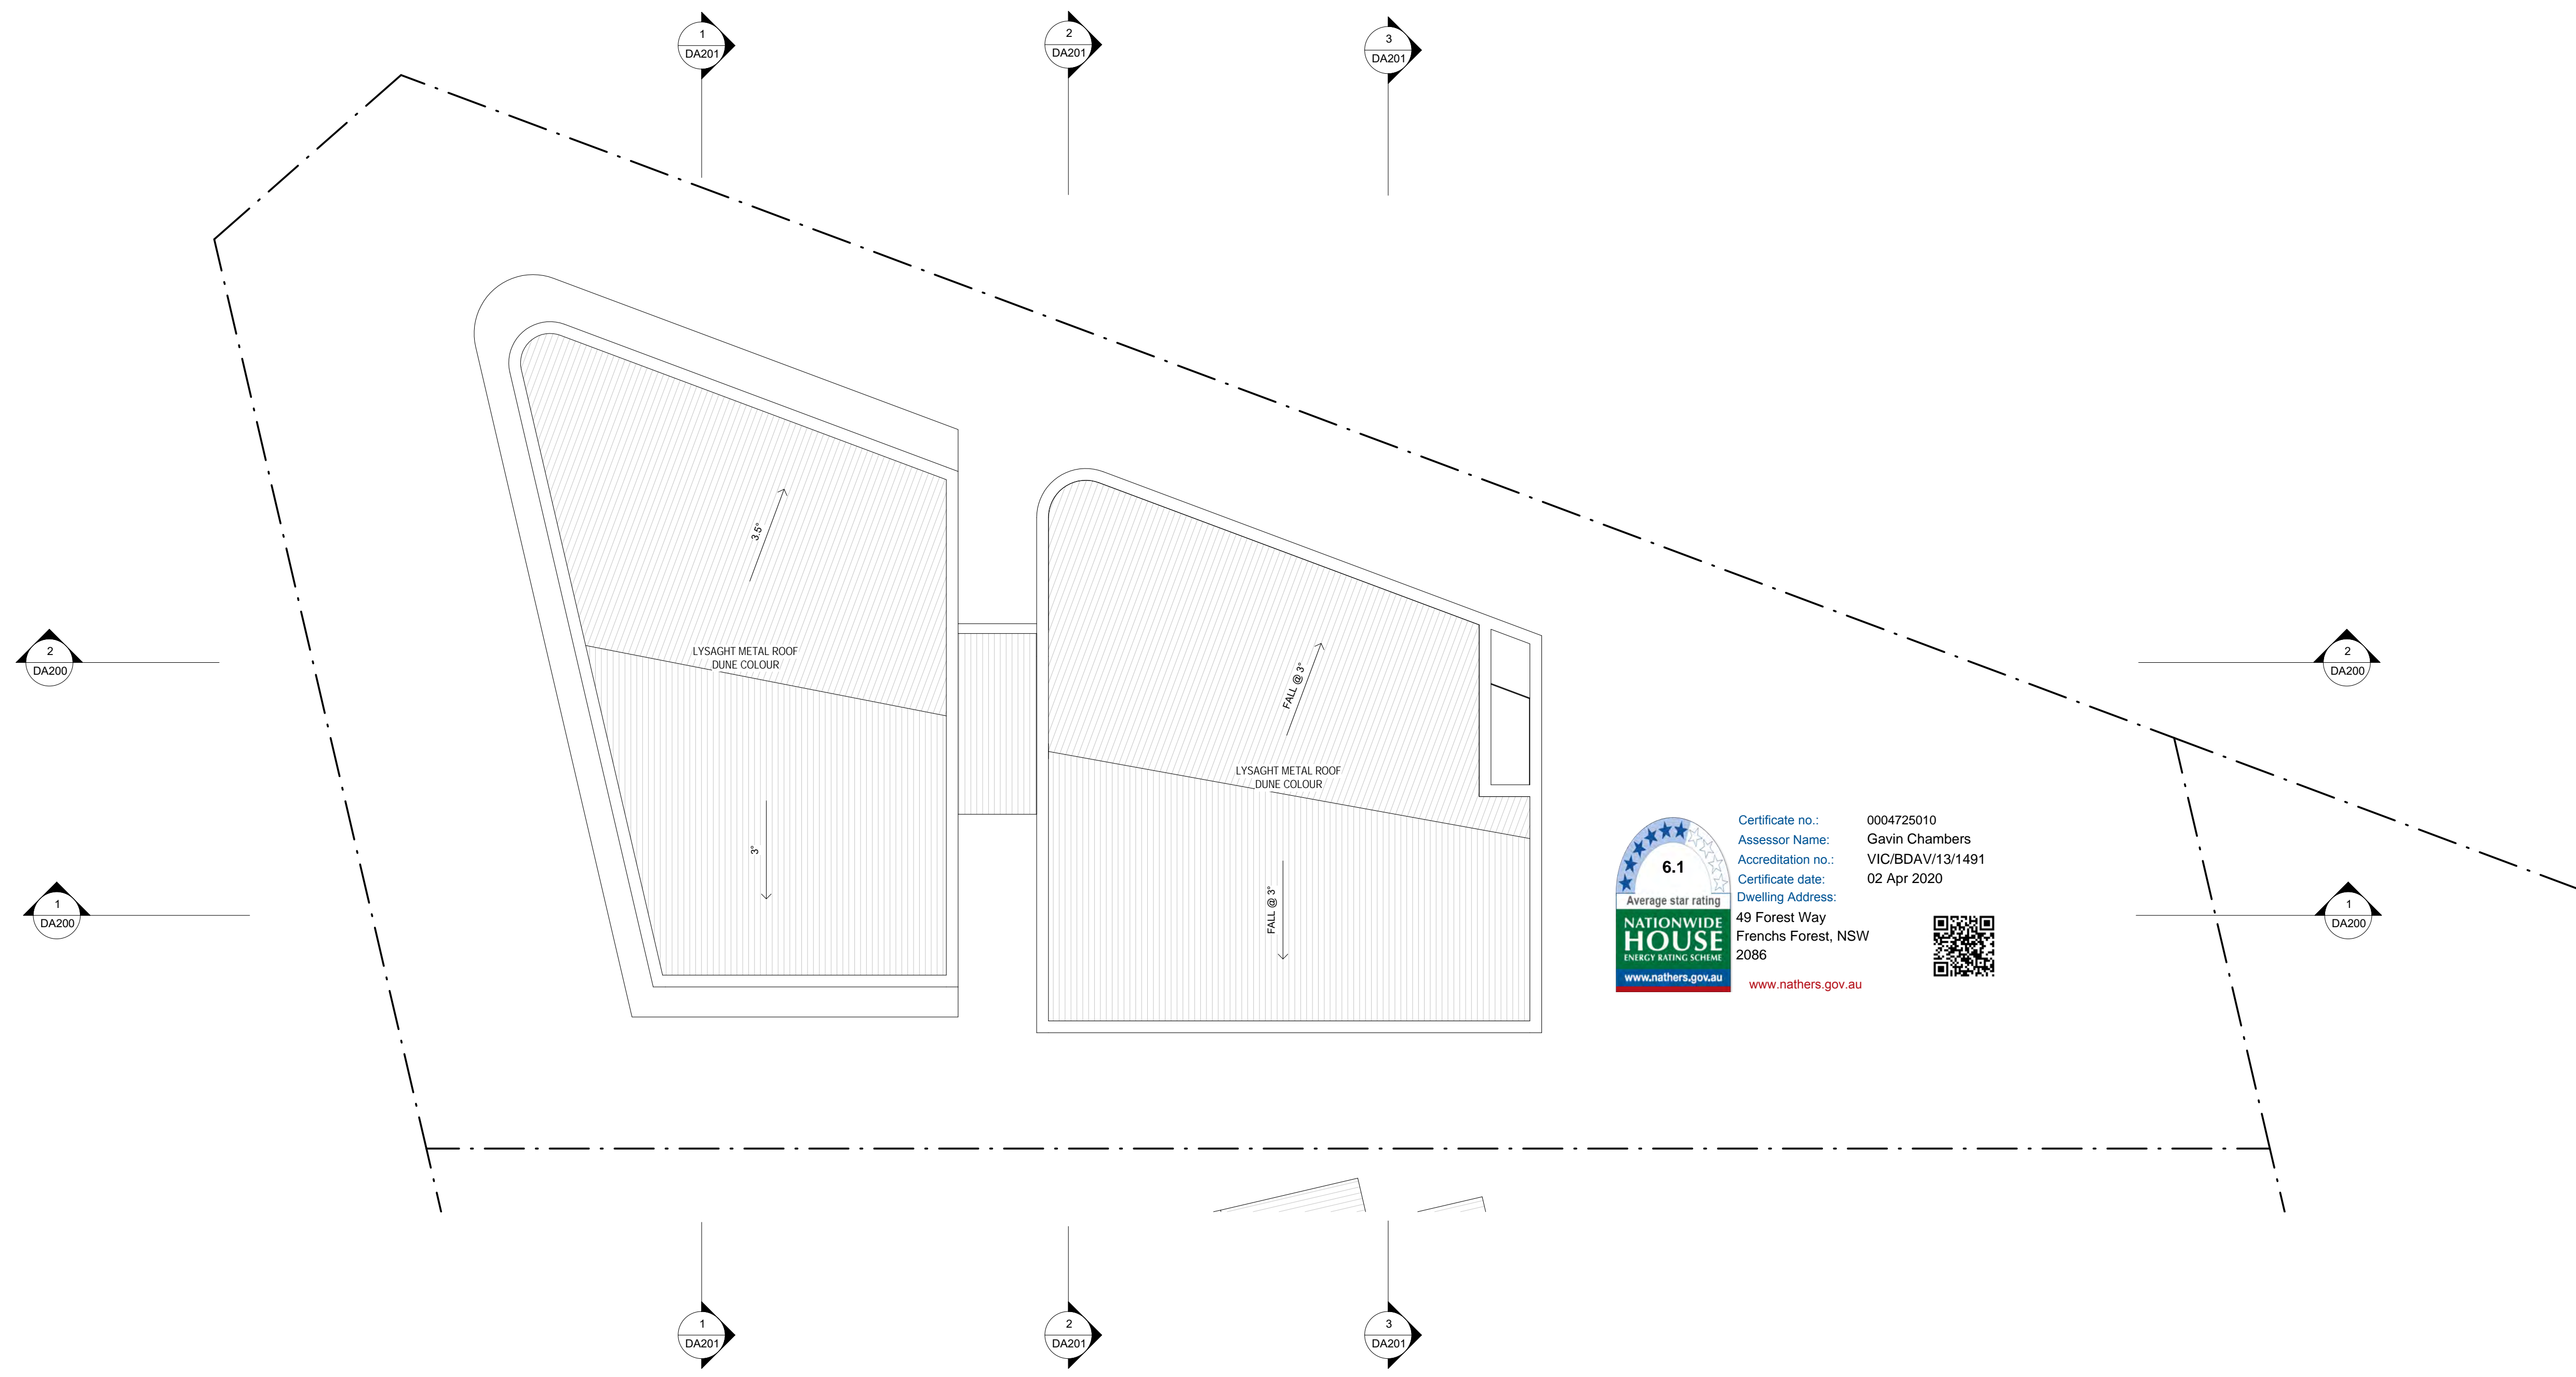 1
DA201
2
DA201
3
DA201
3.5°
LYSAGHT METAL ROOF
DUNE COLOUR
3°
FALL @ 3°
LYSAGHT METAL ROOF
DUNE COLOUR
FALL @ 3°
2
DA200
2
DA200
1
DA200
1
DA200
6.1
Average star rating
NATIONWIDE
HOUSE
ENERGY RATING SCHEME
www.nathers.gov.au
Certificate no.: 0004725010
Assessor Name: Gavin Chambers
Accreditation no.: VIC/BDAV/13/1491
Certificate date: 02 Apr 2020
Dwelling Address:
49 Forest Way
Frenchs Forest, NSW
2086
www.nathers.gov.au
1
DA201
2
DA201
3
DA201